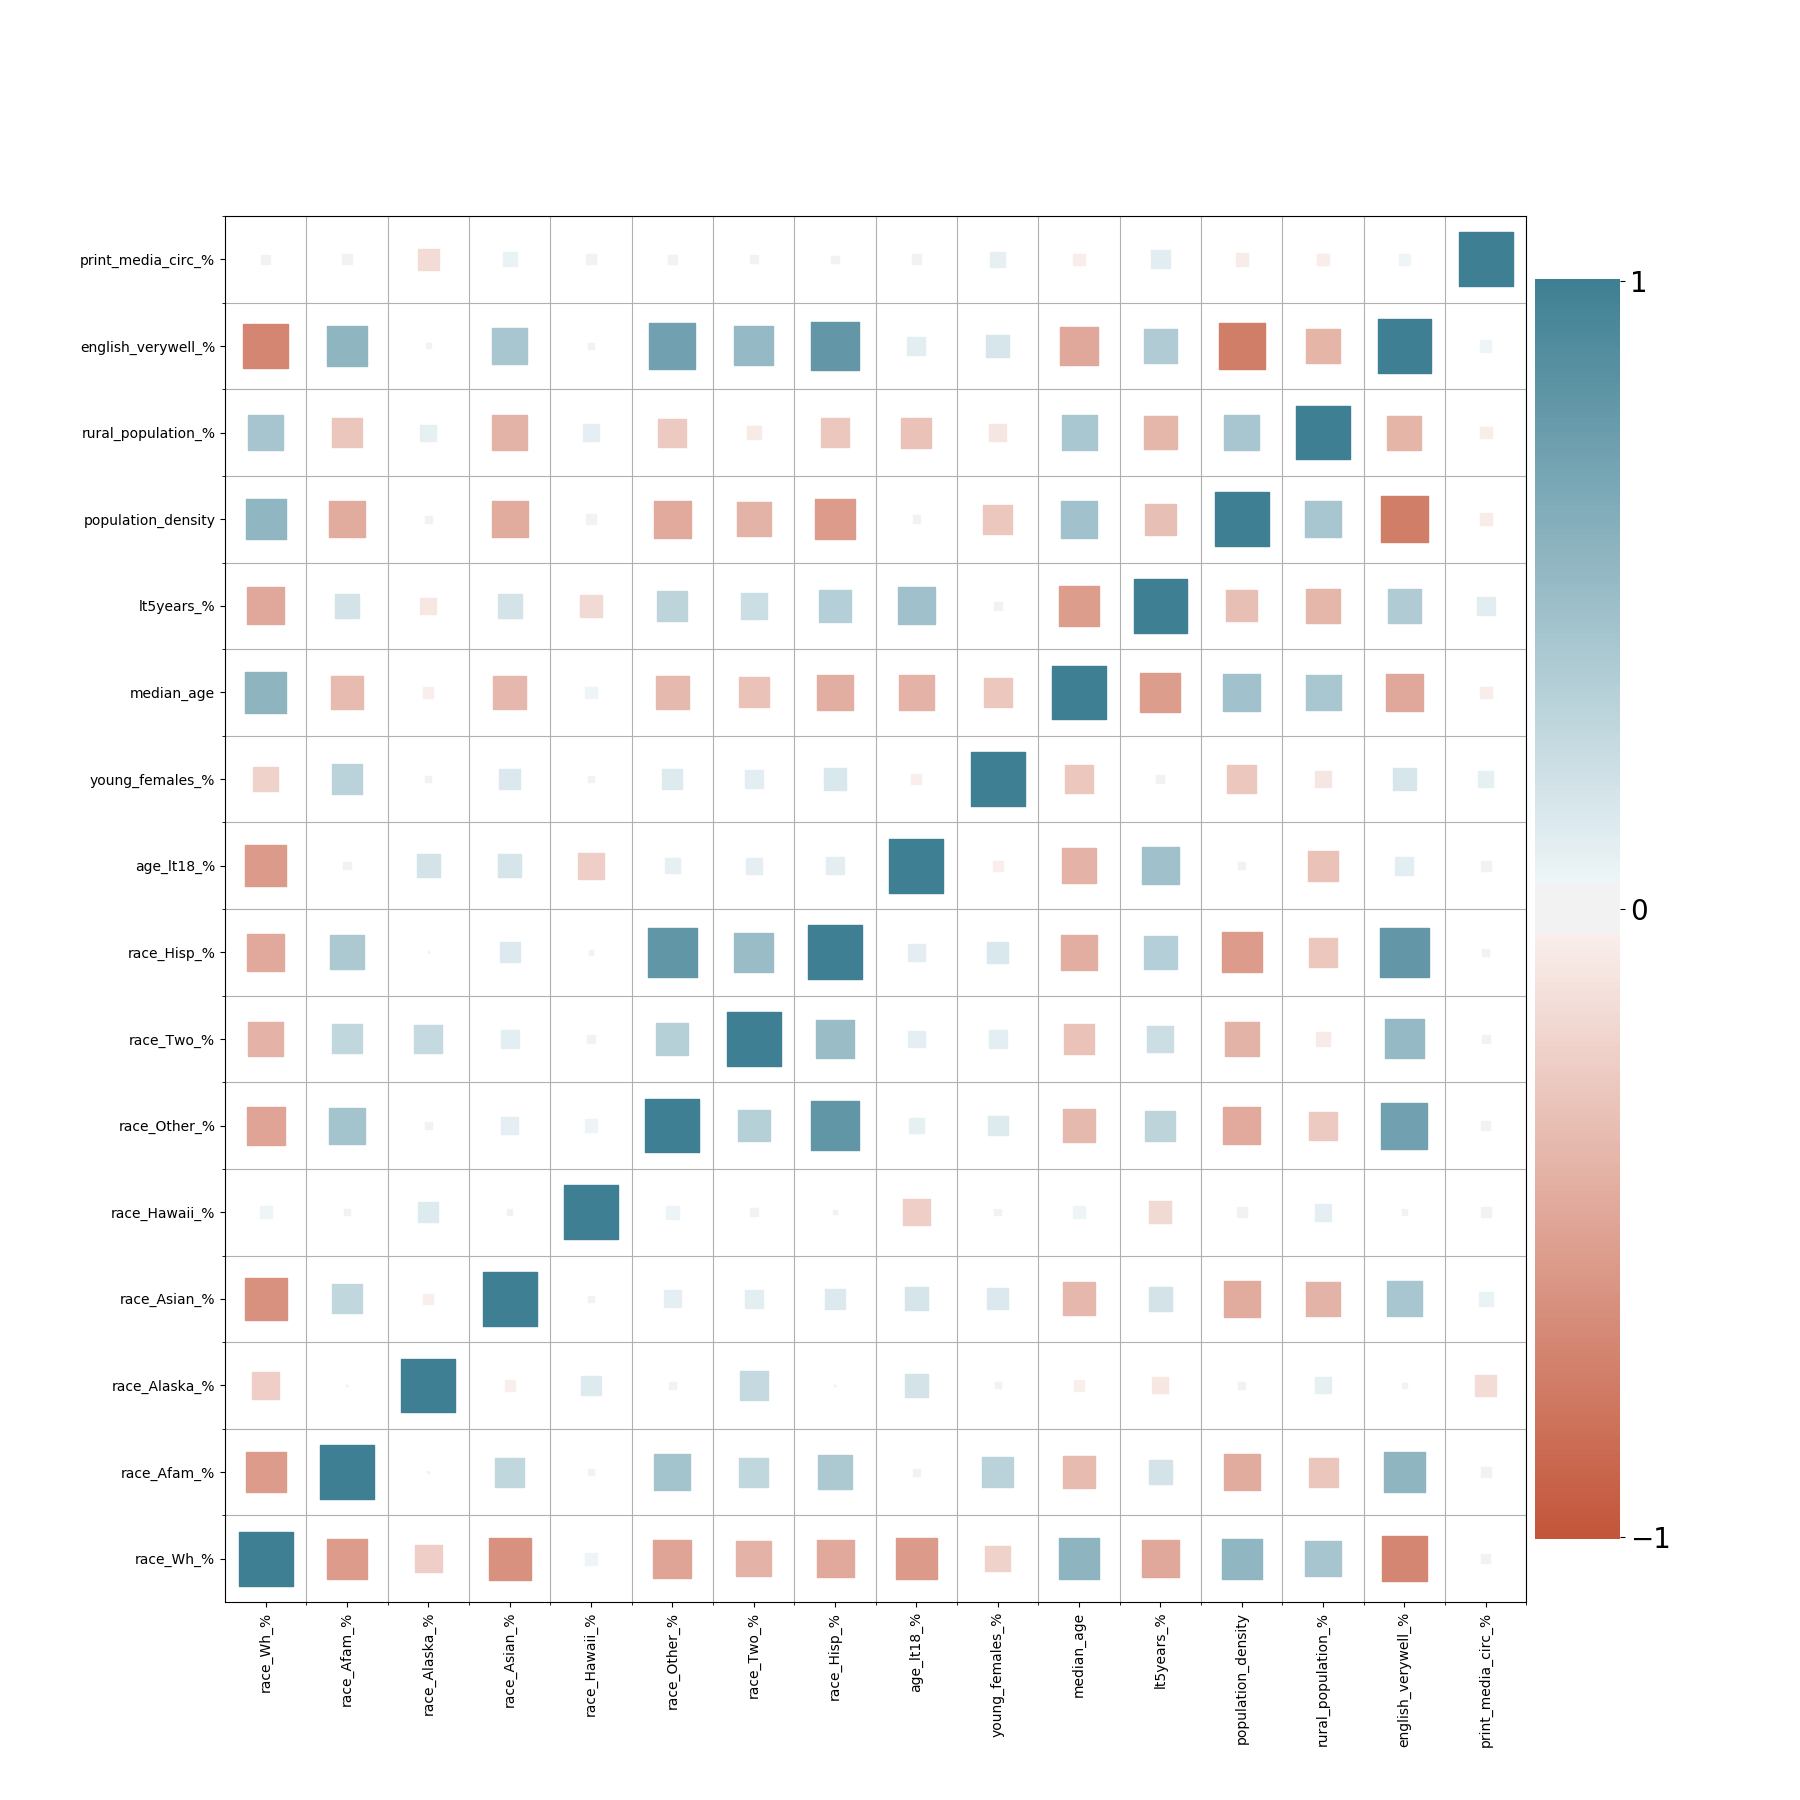 print_media_circ_%
english_verywell_%
rural_population_%
population_density
lt5years_%
median_age
young_females_%
age_lt18_%
race_Hisp_%
race_Two_%
race_Other_%
race_Hawaii_%
race_Asian_%
race_Alaska_%
race_Afam_%
race_Wh_%
race_Wh_%
race_Afam_%
race_Alaska_%
race_Asian_%
race_Hawaii_%
race_Other_%
race_Two_%
race_Hisp_%
age_lt18_%
young_females_%
median_age
lt5years_%
population_density
rural_population_%
english_verywell_%
print_media_circ_%
1
0
−1